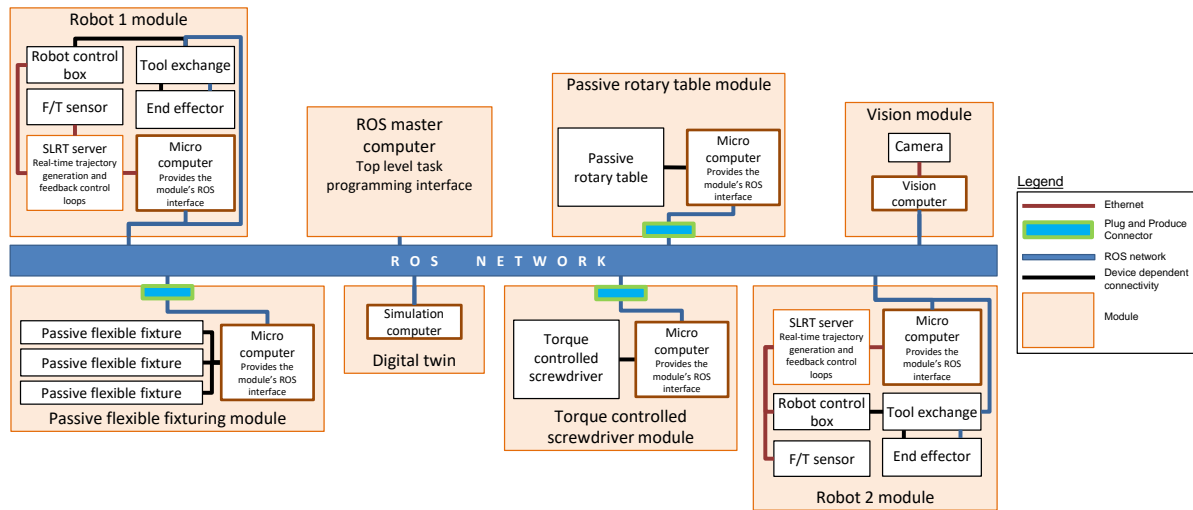 Robot 1 module
Robot control
box
Tool exchange
F/T sensor
End effector
SLRT server
Real-time trajectory
generation and
feedback control
loops
Micro
computer
Provides the
module's ROS
interface
ROS master
computer
Top level task
programming interface
Passive rotary table module
Passive
rotary table
Micro
computer
Provides the
module's ROS
interface
Vision module
Camera
Vision
computer
Legend
Ethernet
Plug and Produce
Connector
ROS network
Device dependent
connectivity
Module
ROS NETWORK
Passive flexible fixture
Passive flexible fixture
Passive flexible fixture
Micro
computer
Provides the
module's ROS
interface
Passive flexible fixturing module
Simulation
computer
Digital twin
Torque
controlled
screwdriver
Micro
computer
Provides the
module's ROS
interface
Torque controlled
screwdriver module
SLRT server
Real-time trajectory
generation and
feedback control
loops
Micro
computer
Provides the
module's ROS
interface
Robot control
box
Tool exchange
F/T sensor
End effector
Robot 2 module